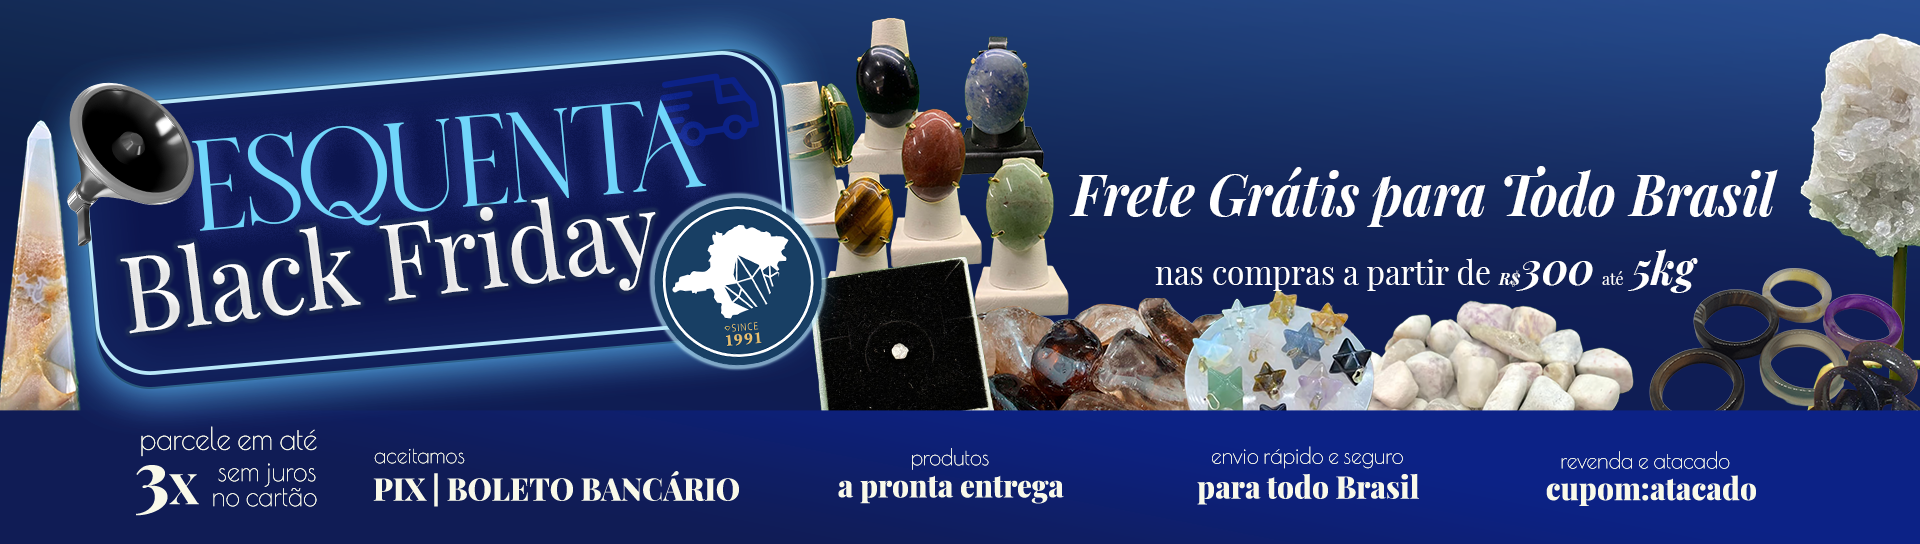 ESQUENTA
Black Friday
SINCE
1991
Frete Grátis para Todo Brasil
nas compras a partir de R$300 até 5kg
parcele em até
3x sem juros
no cartão
aceitamos
PIX | BOLETO BANCÁRIO
produtos
a pronta entrega
envio rápido e seguro
para todo Brasil
revenda e atacado
cupom:atacado